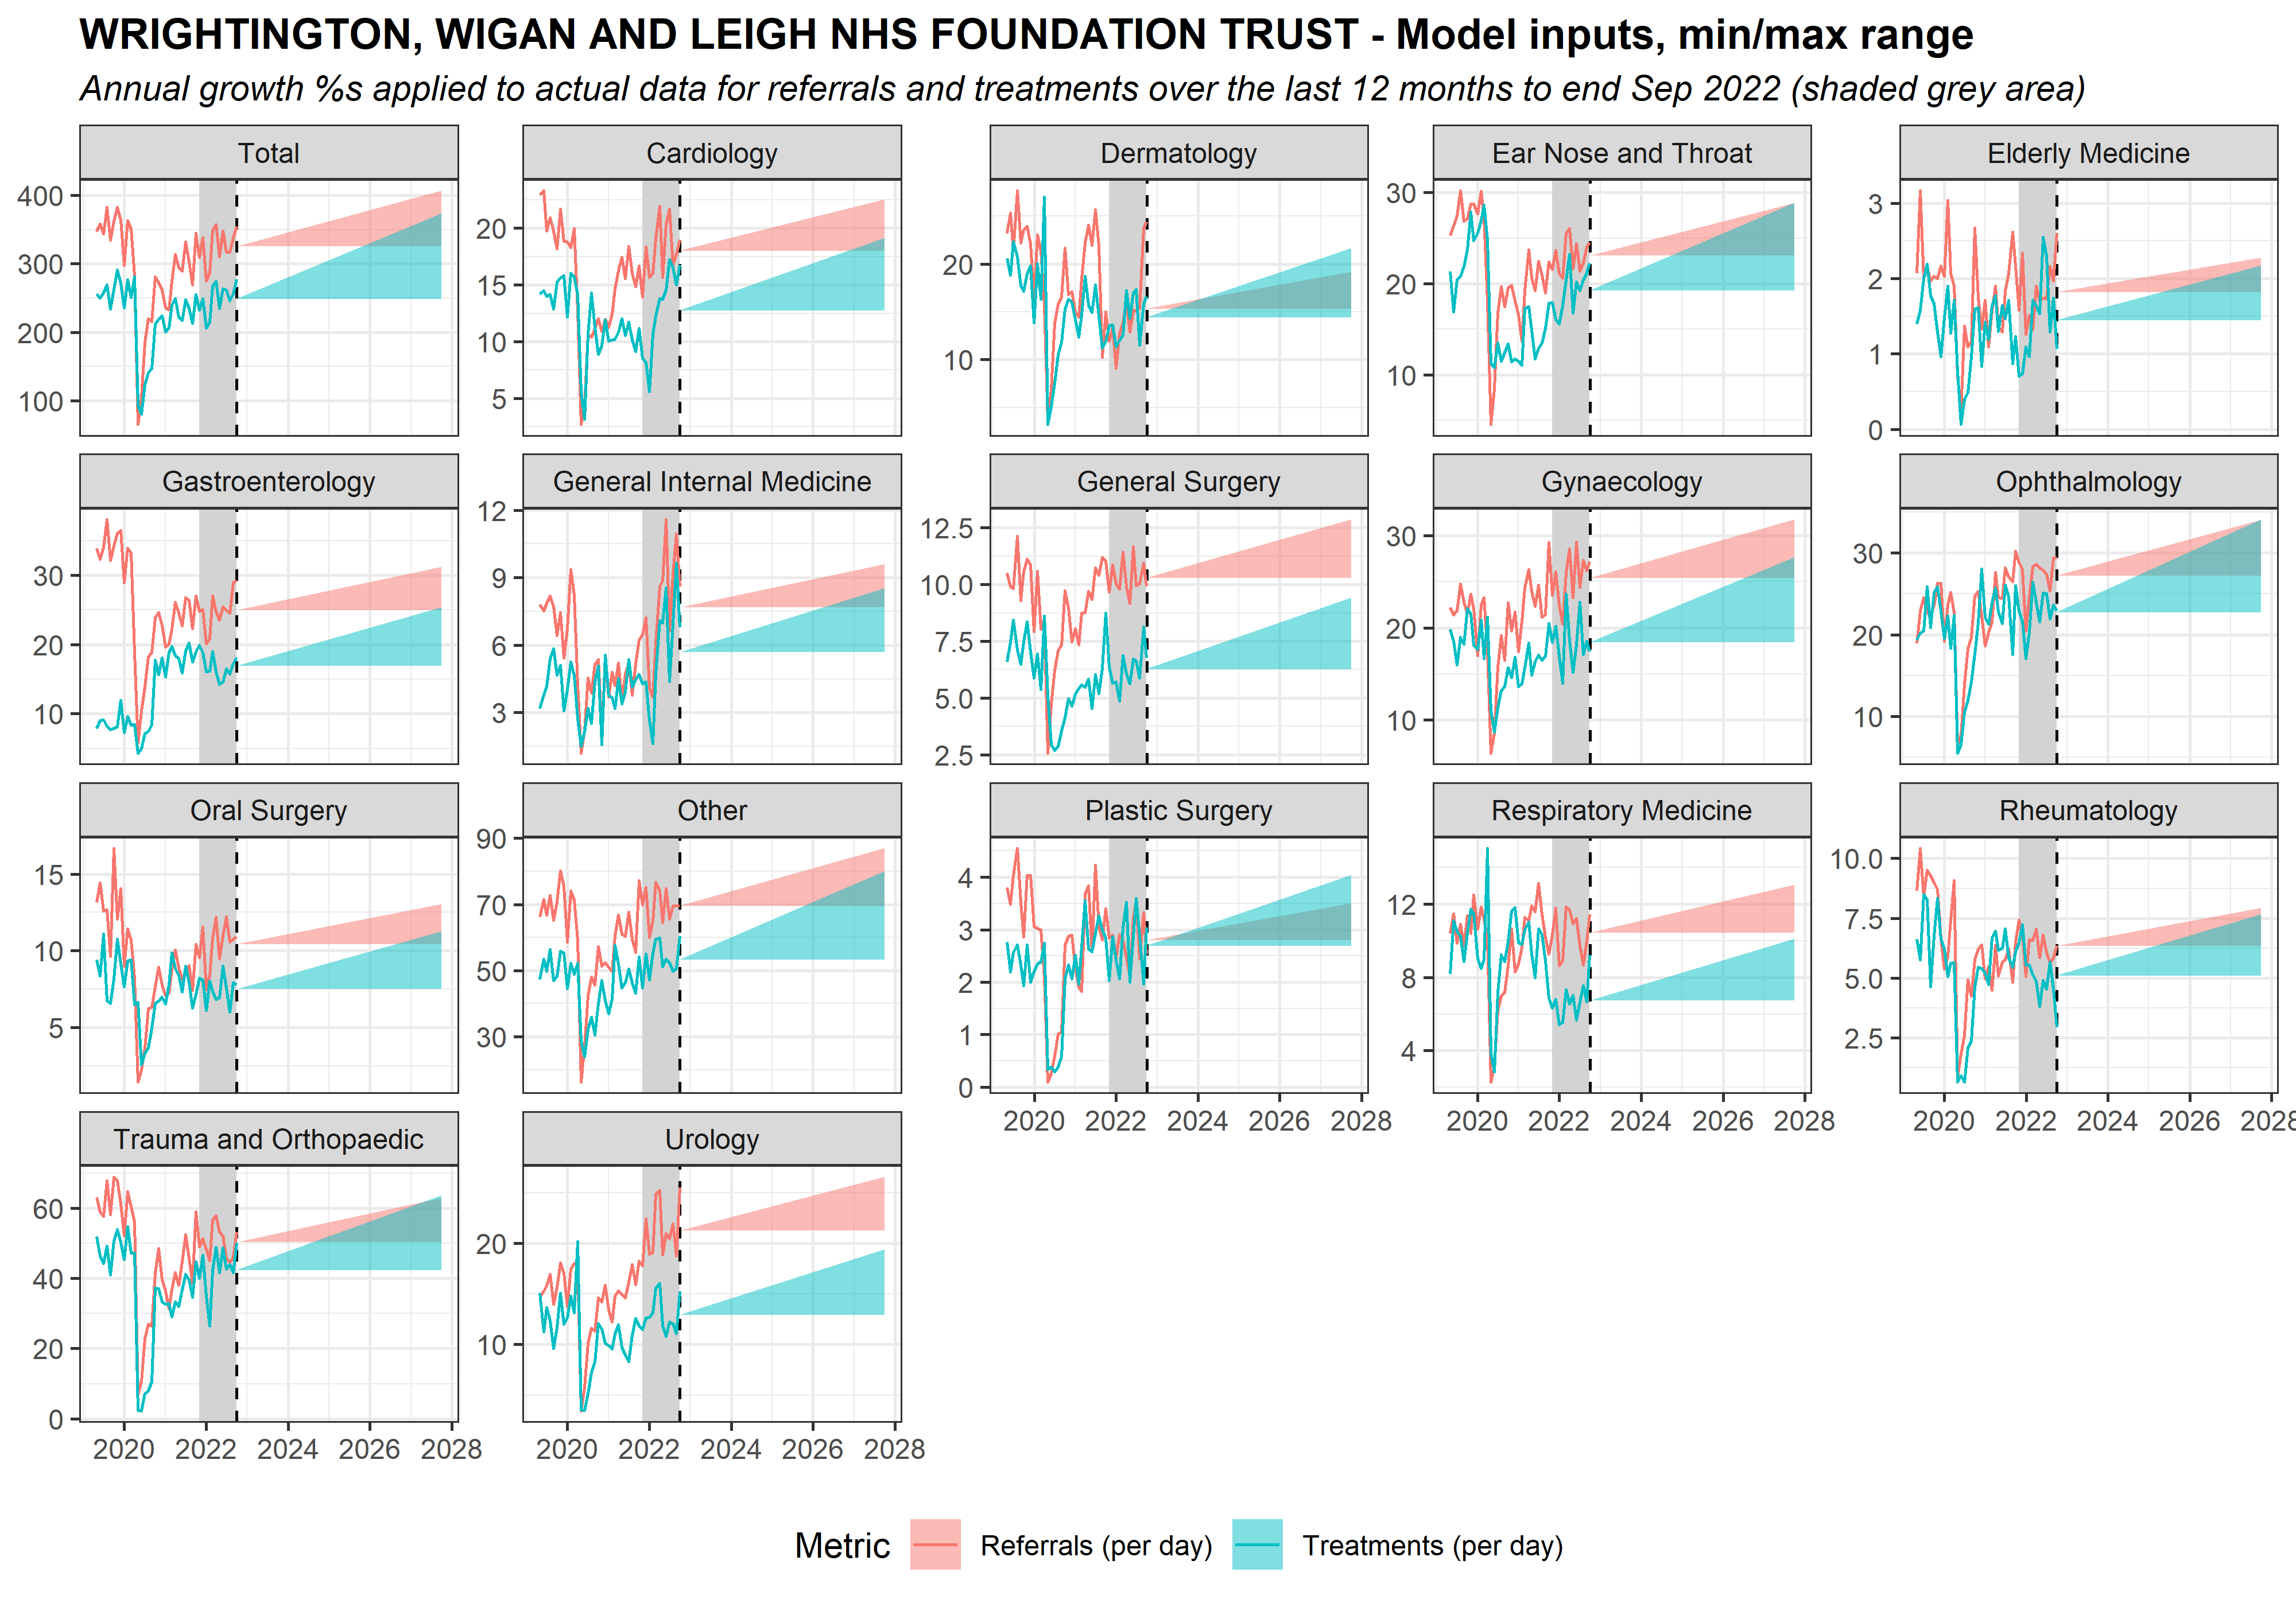 WRIGHTINGTON, WIGAN AND LEIGH NHS FOUNDATION TRUST - Model inputs, min/max range
Annual growth %s applied to actual data for referrals and treatments over the last 12 months to end Sep 2022 (shaded grey area)
Total
Cardiology
Dermatology
Ear Nose and Throat
Elderly Medicine
400
300
200
100
20
15
10
5
20
10
30
20
10
3
2
1
0
Gastroenterology
General Internal Medicine
General Surgery
Gynaecology
Ophthalmology
30
20
10
12
9
6
3
12.5
10.0
7.5
5.0
2.5
30
20
10
30
20
10
Oral Surgery
Other
Plastic Surgery
Respiratory Medicine
Rheumatology
15
10
5
90
70
50
30
4
3
2
1
0
12
8
4
10.0
7.5
5.0
2.5
2020 2022 2024 2026 2028
2020 2022 2024 2026 2028
2020 2022 2024 2026 2028
Trauma and Orthopaedic
Urology
60
40
20
0
20
10
2020 2022 2024 2026 2028
2020 2022 2024 2026 2028
Metric Referrals (per day) Treatments (per day)